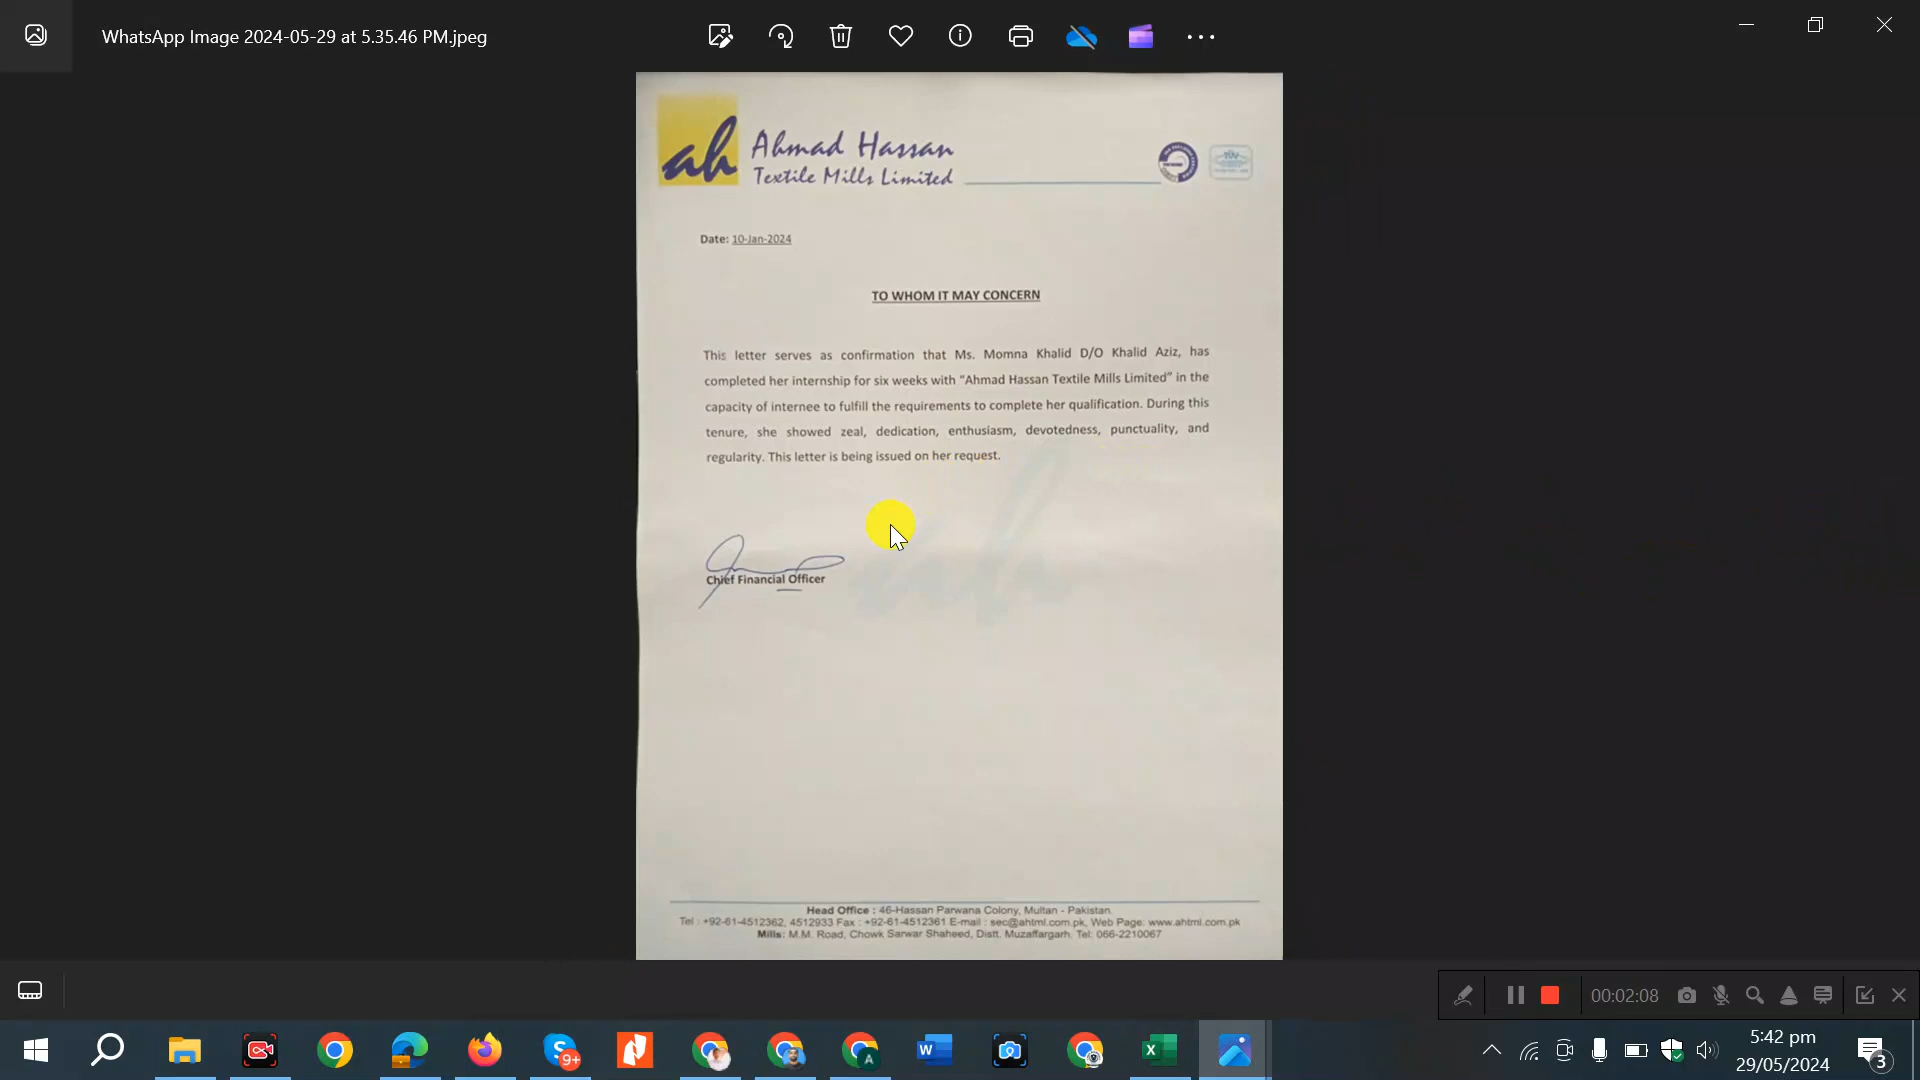 WhatsApp Image 2024-05-29 at 5.35.46 PM.jpeg
ah Ahmad Hassan
Textile Mills Limited
Date: 10-Jan-2024
TO WHOM IT MAY CONCERN
This letter serves as confirmation that Ms. Momna Khalid D/O Khalid Aziz, has
completed her internship for six weeks with “Ahmad Hassan Textile Mills Limited” in the
capacity of internee to fulfill the requirements to complete her qualification. During this
tenure, she showed zeal, dedication, enthusiasm, devotedness, punctuality, and
regularity. This letter is being issued on her request.
Chief Financial Officer
Head Office : 46-Hassan Parwana Colony, Multan - Pakistan.
Tel : +92-61-4512362, 4512933 Fax : +92-61-4512361 E-mail : sec@ahtml.com.pk, Web Page: www.ahtml.com.pk
Mills: M.M. Road, Chowk Sarwar Shaheed, Distt. Muzaffargarh. Tel: 066-2210067
00:02:08
9+
A
5:42 pm
29/05/2024
3